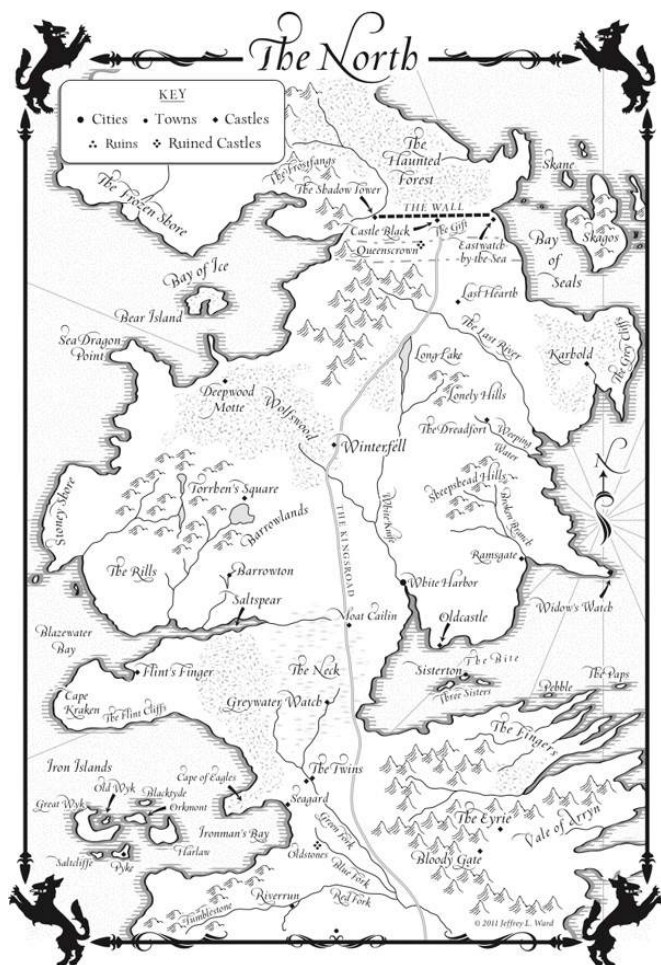 The North
KEY
Cities
Towns
Castles
Ruins
Ruined Castles
The Frozen Shore
The Frostfangs
The Shadow Tower
The
Haunted
Forest
THE WALL
Castle Black
The Gift
Queenscrown
Eastwatch
by-the-Sea
Skane
Skagos
Bay
of
Seals
Bay of Ice
Bear Island
Sea Dragon
Point
Last Hearth
The Last River
Karhold
The Grey Cliffs
Long Lake
Lonely Hills
Deepwood
Motte
Wolfswood
Winterfell
The Dreadfort
Weeping
Water
N
Sheepshead Hills
Broken Branch
Stoney Shore
Torrhen's Square
Barrowlands
THE KINGSROAD
White Knife
Ramsgate
The Rills
Barrowton
White Harbor
Widow's Watch
Saltspear
Moat Cailin
Oldcastle
Blazewater
Bay
The Bite
Flint's Finger
The Neck
Sisterton
Three Sisters
Pebble
The Paps
Cape
Kraken
The Flint Cliffs
Greywater Watch
The Fingers
Iron Islands
Old Wyk
Great Wyk
Blacktyde
Orkmont
Cape of Eagles
The Twins
Seagard
Ironman's Bay
Harlaw
Saltcliffe
Pyke
Green Fork
Oldstones
Blue Fork
The Eyrie
Vale of Arryn
Bloody Gate
Riverrun
Red Fork
Tumblestone
© 2011 Jeffrey L. Ward